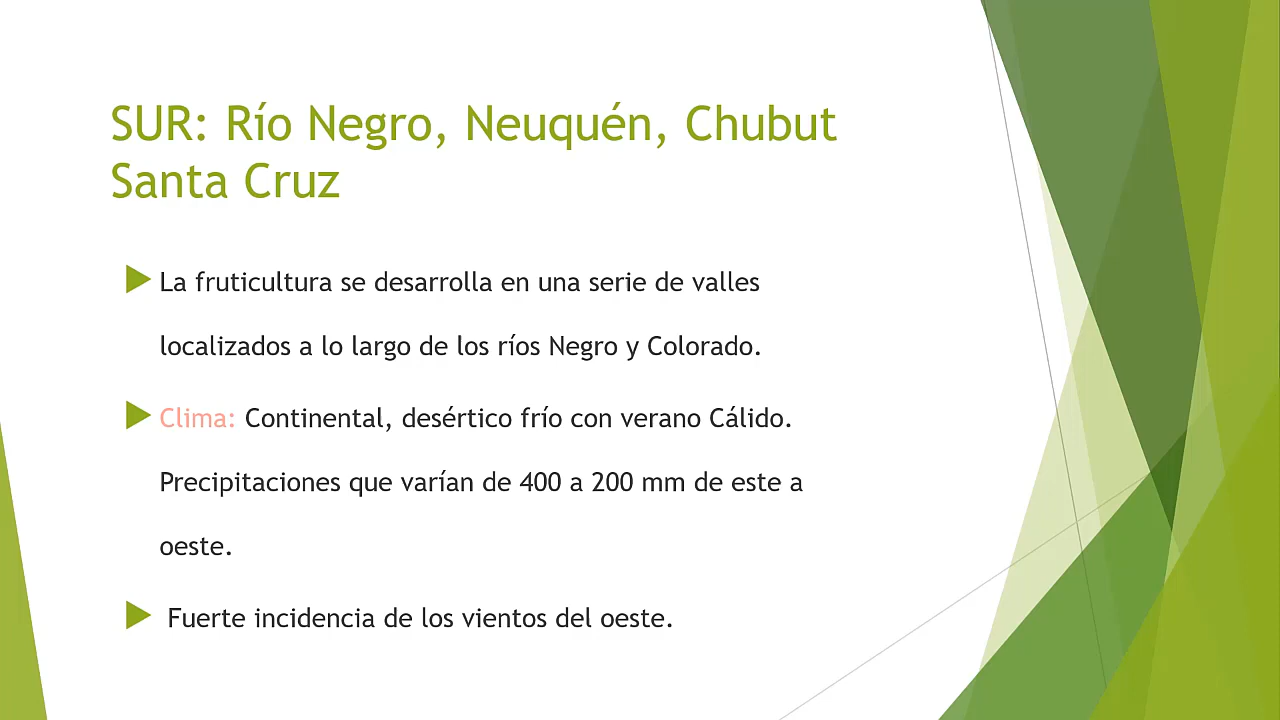 SUR: Río Negro, Neuquén, Chubut
Santa Cruz
La fruticultura se desarrolla en una serie de valles
localizados a lo largo de los ríos Negro y Colorado.
Clima: Continental, desértico frío con verano Cálido.
Precipitaciones que varían de 400 a 200 mm de este a
oeste.
Fuerte incidencia de los vientos del oeste.